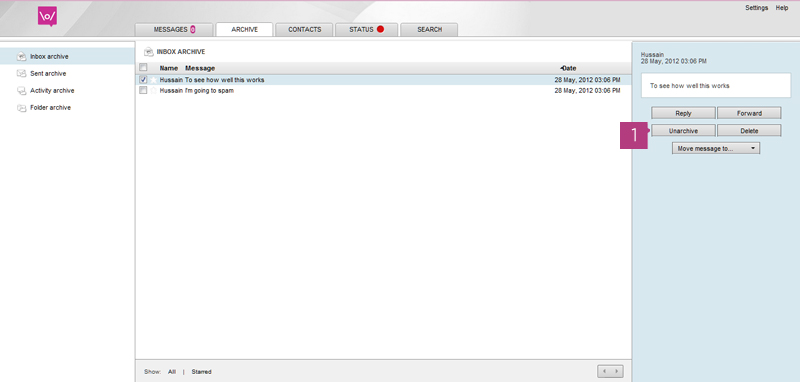 Settings Help
\o/
MESSAGES 0 ARCHIVE CONTACTS STATUS SEARCH
Inbox archive
Sent archive
Activity archive
Folder archive
INBOX ARCHIVE
Name Message Date
Hussain To see how well this works 28 May, 2012 03:06 PM
Hussain I'm going to spam 28 May, 2012 03:06 PM
Show: All | Starred
Hussain
28 May, 2012 03:06 PM
To see how well this works
Reply Forward
1 Unarchive Delete
Move message to...